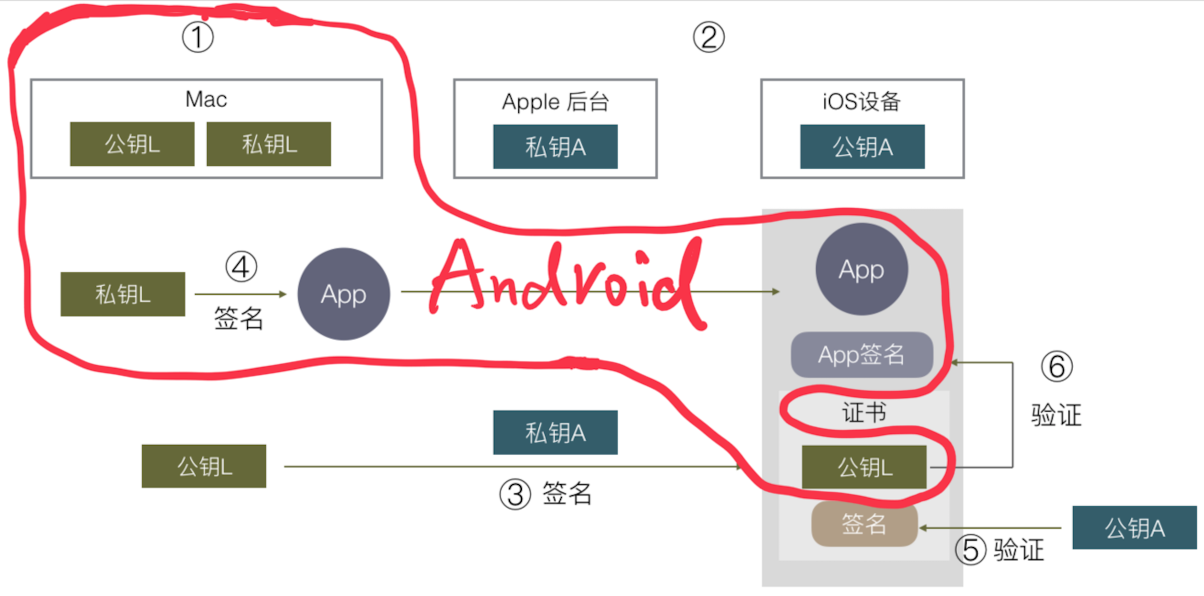 ①
②
Mac
公钥L
私钥L
Apple 后台
私钥A
iOS设备
公钥A
私钥L
④
签名
App
Android
App
App签名
⑥
验证
证书
公钥L
签名
公钥L
私钥A
③ 签名
⑤ 验证
公钥A